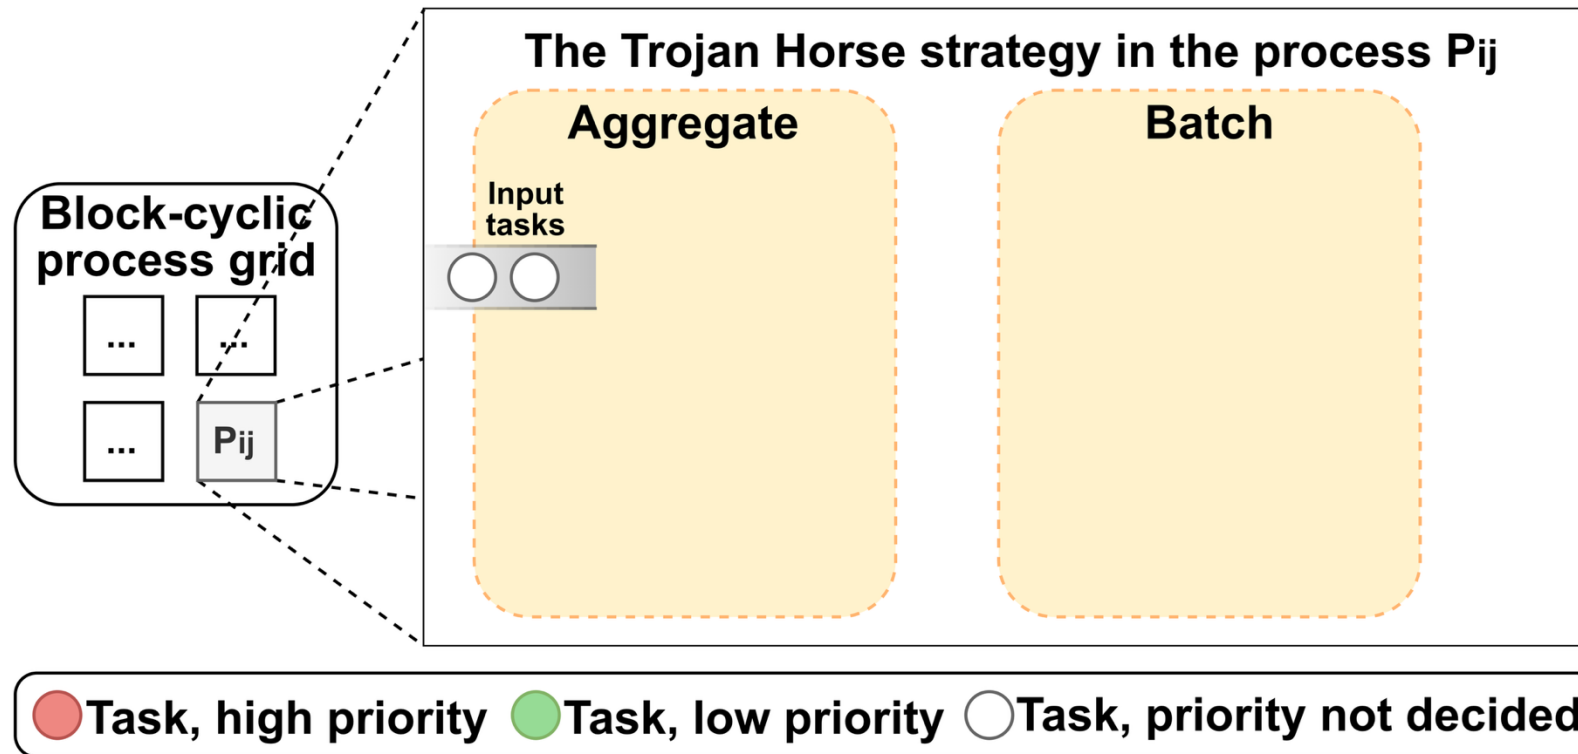 The Trojan Horse strategy in the process Pij
Aggregate
Batch
Input
tasks
Block-cyclic
process grid
...
...
...
Pij
Task, high priority
Task, low priority
Task, priority not decided